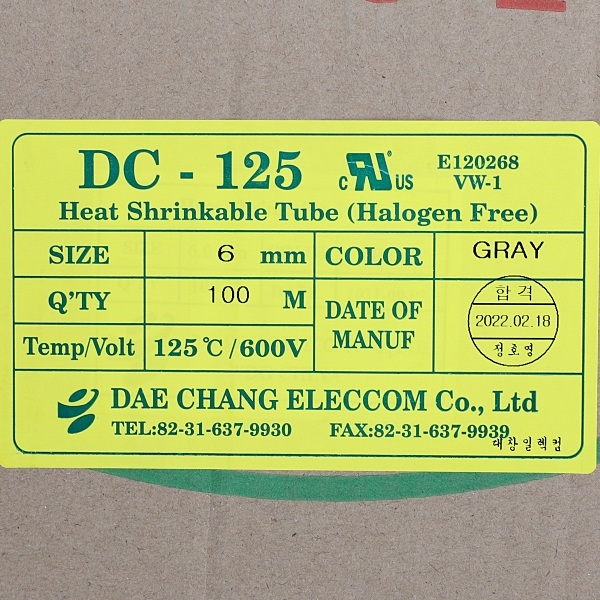 DC - 125
c RU US
E120268
VW-1
Heat Shrinkable Tube (Halogen Free)
SIZE 6 mm COLOR GRAY
Q'TY 100 M
DATE OF
MANUF
합격
2022.02.18
정호영
Temp/Volt 125℃/600V
DAE CHANG ELECCOM Co., Ltd
TEL:82-31-637-9930 FAX:82-31-637-9939
대창일렉컴